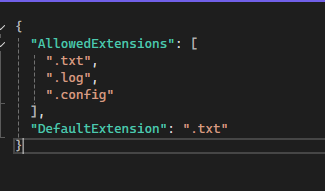 {
"AllowedExtensions": [
".txt",
".log",
".config"
],
"DefaultExtension": ".txt"
}